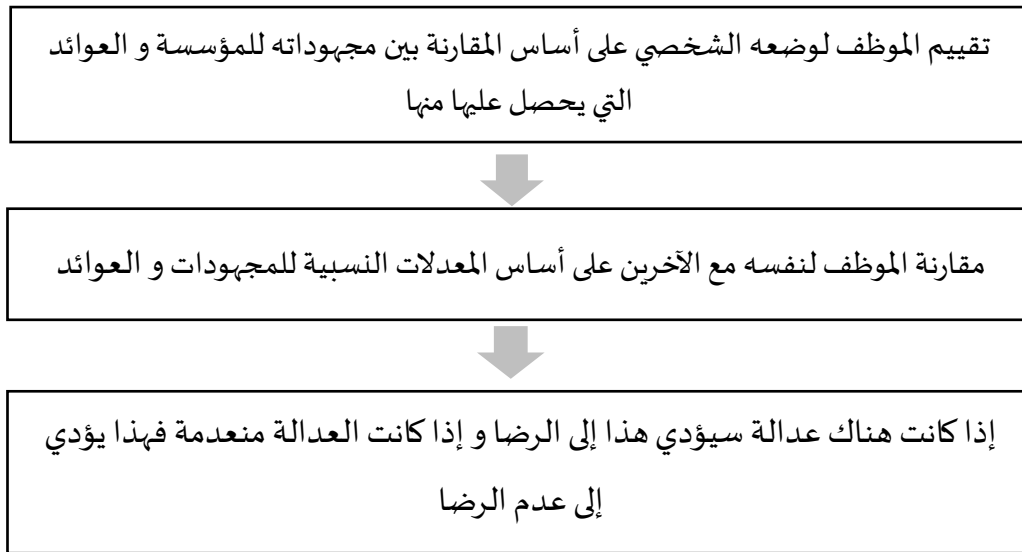 تقييم الموظف لوضعه الشخصي على أساس المقارنة بين مجهوداته للمؤسسة و العوائد
التي يحصل عليها منها
مقارنة الموظف لنفسه مع الآخرين على أساس المعدلات النسبية للمجهودات و العوائد
إذا كانت هناك عدالة سيؤدي هذا إلى الرضا و إذا كانت العدالة منعدمة فهذا يؤدي
إلى عدم الرضا